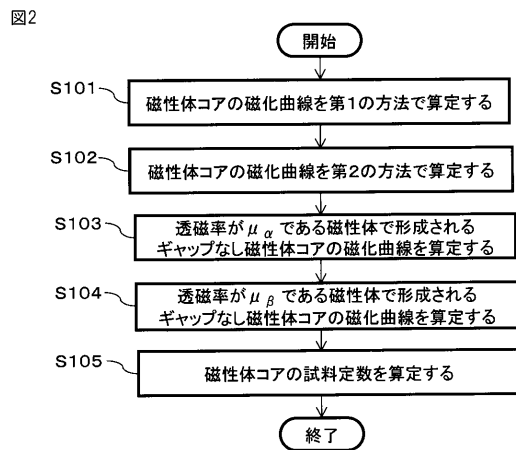 図2
開始
S101
磁性体コアの磁化曲線を第1の方法で算定する
S102
磁性体コアの磁化曲線を第2の方法で算定する
S103
透磁率がμαである磁性体で形成される
ギャップなし磁性体コアの磁化曲線を算定する
S104
透磁率がμβである磁性体で形成される
ギャップなし磁性体コアの磁化曲線を算定する
S105
磁性体コアの試料定数を算定する
終了